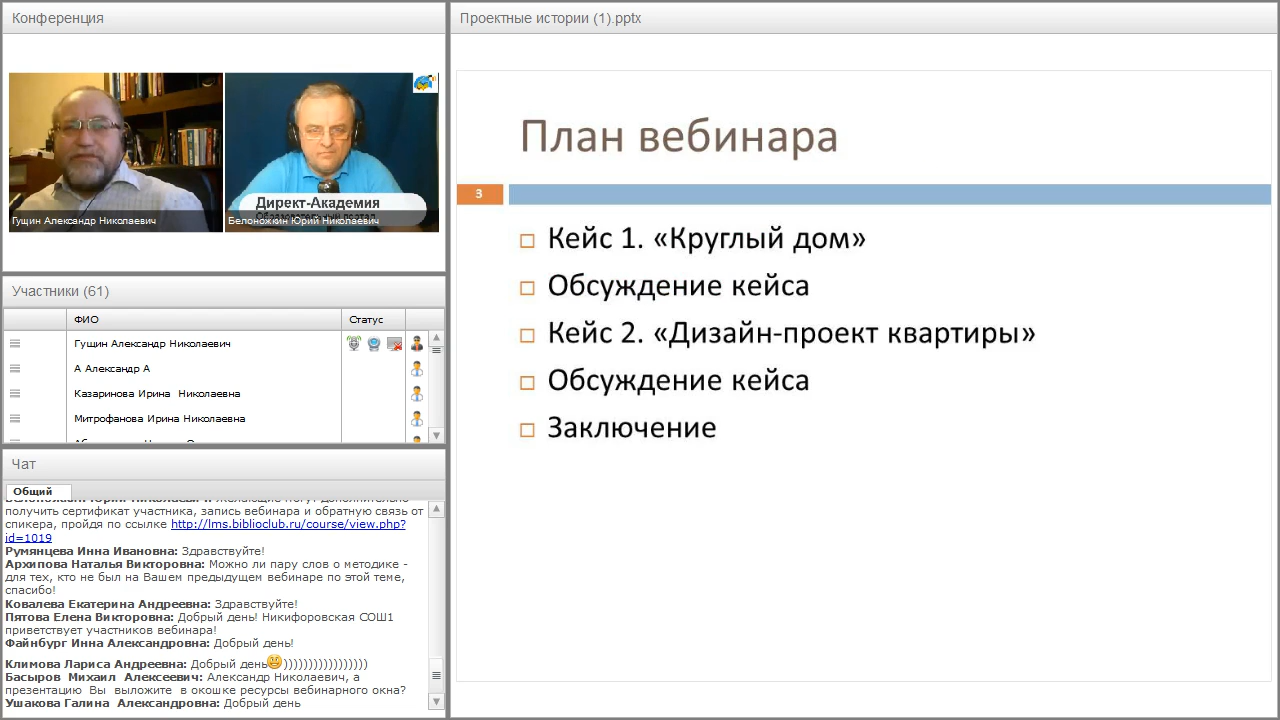 Конференция
Директ-Академия
Гущин Александр Николаевич
Белоножкин Юрий Николаевич
Участники (61)
ФИО
Статус
Гущин Александр Николаевич
А Александр А
Казаринова Ирина Николаевна
Митрофанова Ирина Николаевна
Чат
Общий
получить сертификат участника, запись вебинара и обратную связь от
спикера, пройдя по ссылке http://lms.biblioclub.ru/course/view.php?
id=1019
Румянцева Инна Ивановна: Здравствуйте!
Архипова Наталья Викторовна: Можно ли пару слов о методике -
для тех, кто не был на Вашем предыдущем вебинаре по этой теме,
спасибо!
Ковалева Екатерина Андреевна: Здравствуйте!
Пятова Елена Викторовна: Добрый день! Никифоровская СОШ1
приветствует участников вебинара!
Файнбург Инна Александровна: Добрый день!
Климова Лариса Андреевна: Добрый день)))))))))))))))))
Басыров Михаил Алексеевич: Александр Николаевич, а
презентацию Вы выложите в окошке ресурсы вебинарного окна?
Ушакова Галина Александровна: Добрый день
Проектные истории (1).pptx
План вебинара
3
Кейс 1. «Круглый дом»
Обсуждение кейса
Кейс 2. «Дизайн-проект квартиры»
Обсуждение кейса
Заключение